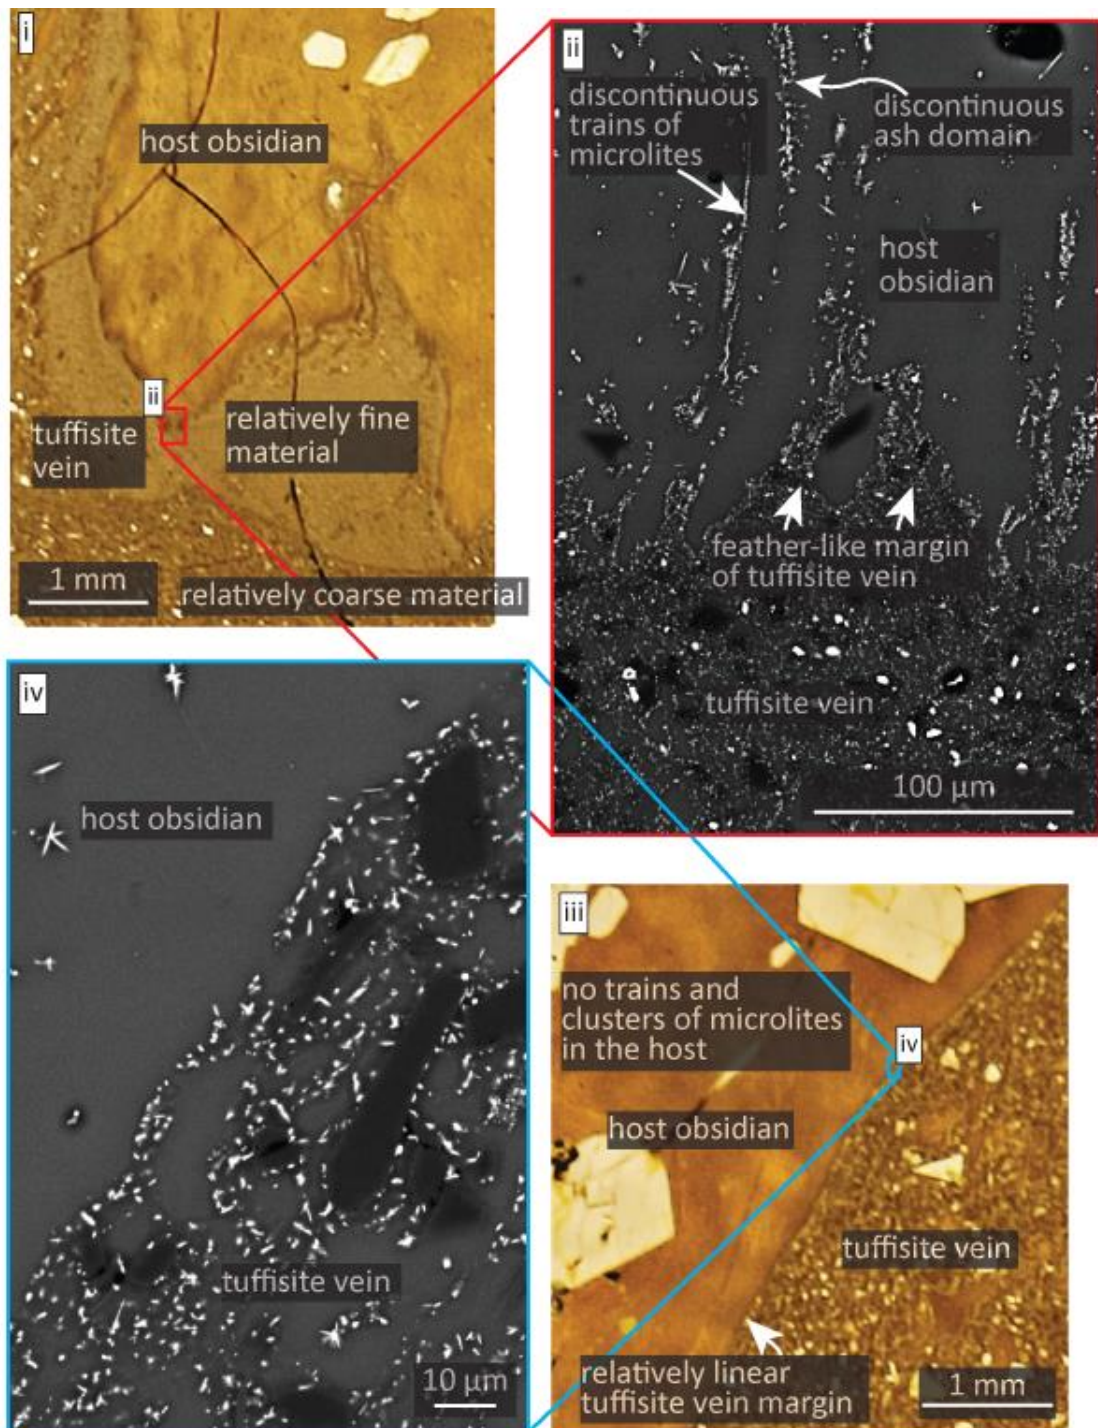 i
host obsidian
ii
tuffisite
vein
relatively fine
material
1 mm
relatively coarse material
ii
discontinuous
trains of
microlites
discontinuous
ash domain
host
obsidian
feather-like margin
of tuffisite vein
tuffisite vein
100 µm
iv
host obsidian
tuffisite vein
10 µm
iii
no trains and
clusters of microlites
in the host
iv
host obsidian
tuffisite vein
relatively linear
tuffisite vein margin
1 mm